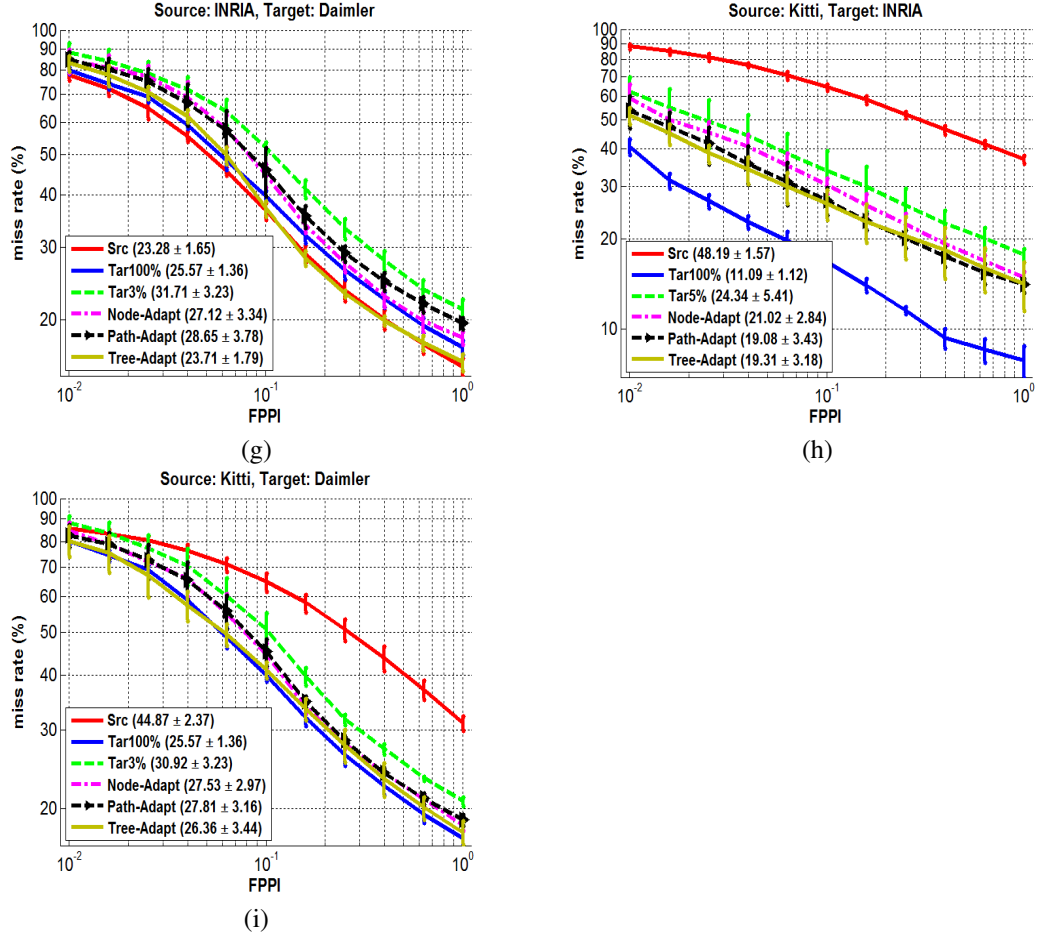 Source: INRIA, Target: Daimler
100
90
80
70
60
50
40
30
20
miss rate (%)
Src (23.28 ± 1.65)
Tar100% (25.57 ± 1.36)
Tar3% (31.71 ± 3.23)
Node-Adapt (27.12 ± 3.34)
Path-Adapt (28.65 ± 3.78)
Tree-Adapt (23.71 ± 1.79)
10^-2 10^-1 10^0
FPPI
(g)
Source: Kitti, Target: INRIA
100
90
80
70
60
50
40
30
20
10
miss rate (%)
Src (48.19 ± 1.57)
Tar100% (11.09 ± 1.12)
Tar5% (24.34 ± 5.41)
Node-Adapt (21.02 ± 2.84)
Path-Adapt (19.08 ± 3.43)
Tree-Adapt (19.31 ± 3.18)
10^-2 10^-1 10^0
FPPI
(h)
Source: Kitti, Target: Daimler
100
90
80
70
60
50
40
30
20
miss rate (%)
Src (44.87 ± 2.37)
Tar100% (25.57 ± 1.36)
Tar3% (30.92 ± 3.23)
Node-Adapt (27.53 ± 2.97)
Path-Adapt (27.81 ± 3.16)
Tree-Adapt (26.36 ± 3.44)
10^-2 10^-1 10^0
FPPI
(i)